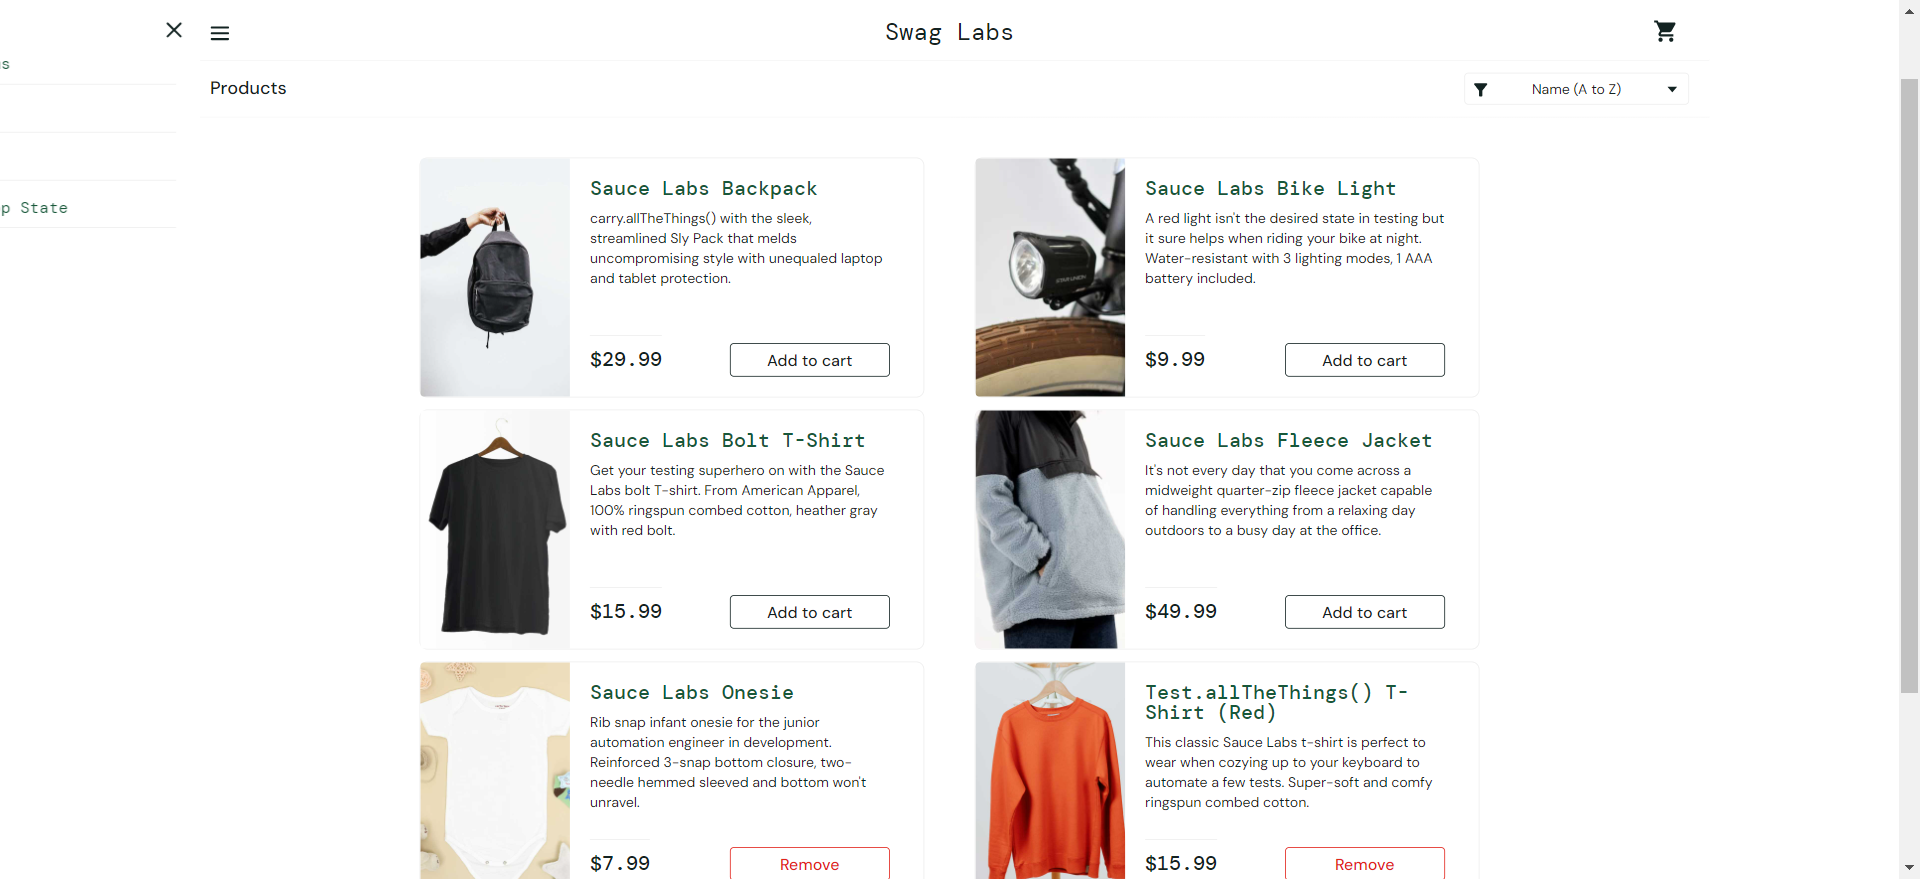 s
p State
Swag Labs
Products
Name (A to Z)
Sauce Labs Backpack
carry.allTheThings() with the sleek,
streamlined Sly Pack that melds
uncompromising style with unequaled laptop
and tablet protection.
$29.99
Add to cart
Sauce Labs Bike Light
A red light isn't the desired state in testing but
it sure helps when riding your bike at night.
Water-resistant with 3 lighting modes, 1 AAA
battery included.
$9.99
Add to cart
Sauce Labs Bolt T-Shirt
Get your testing superhero on with the Sauce
Labs bolt T-shirt. From American Apparel,
100% ringspun combed cotton, heather gray
with red bolt.
$15.99
Add to cart
Sauce Labs Fleece Jacket
It's not every day that you come across a
midweight quarter-zip fleece jacket capable
of handling everything from a relaxing day
outdoors to a busy day at the office.
$49.99
Add to cart
Sauce Labs Onesie
Rib snap infant onesie for the junior
automation engineer in development.
Reinforced 3-snap bottom closure, two-
needle hemmed sleeved and bottom won't
unravel.
$7.99
Remove
Test.allTheThings() T-
Shirt (Red)
This classic Sauce Labs t-shirt is perfect to
wear when cozying up to your keyboard to
automate a few tests. Super-soft and comfy
ringspun combed cotton.
$15.99
Remove